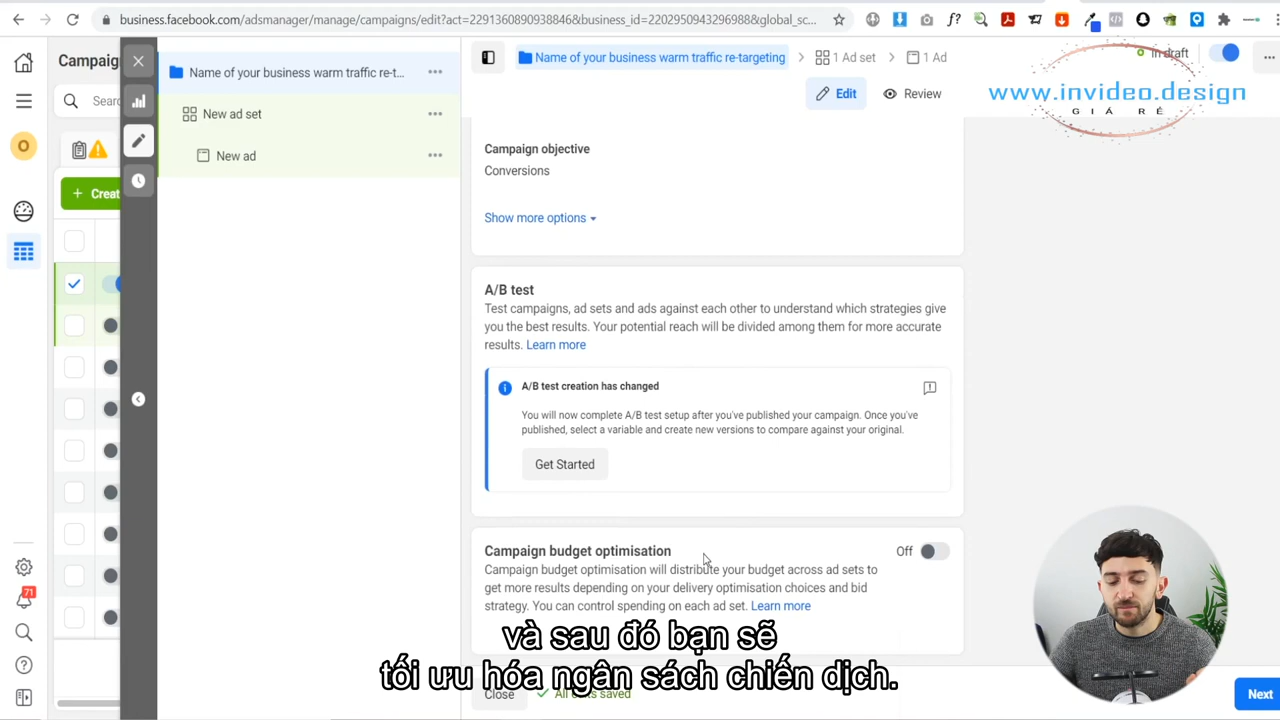 business.facebook.com/adsmanager/manage/campaigns/edit?act=2291360890938846&business_id=220295094329​69888&global_sc...
Campaig
Name of your business warm traffic re-t...
Name of your business warm traffic re-targeting
1 Ad set
1 Ad
In draft
www.invideo.design
GIÁ RẺ
Sear
New ad set
Edit
Review
New ad
O
Creat
Campaign objective
Conversions
Show more options
A/B test
Test campaigns, ad sets and ads against each other to understand which strategies give
you the best results. Your potential reach will be divided among them for more accurate
results. Learn more
A/B test creation has changed
You will now complete A/B test setup after you've published your campaign. Once you've
published, select a variable and create new versions to compare against your original.
Get Started
Campaign budget optimisation
Off
Campaign budget optimisation will distribute your budget across ad sets to
get more results depending on your delivery optimisation choices and bid
strategy. You can control spending on each ad set. Learn more
71
và sau đó bạn sẽ
tối ưu hóa ngân sách chiến dịch.
Close
Next